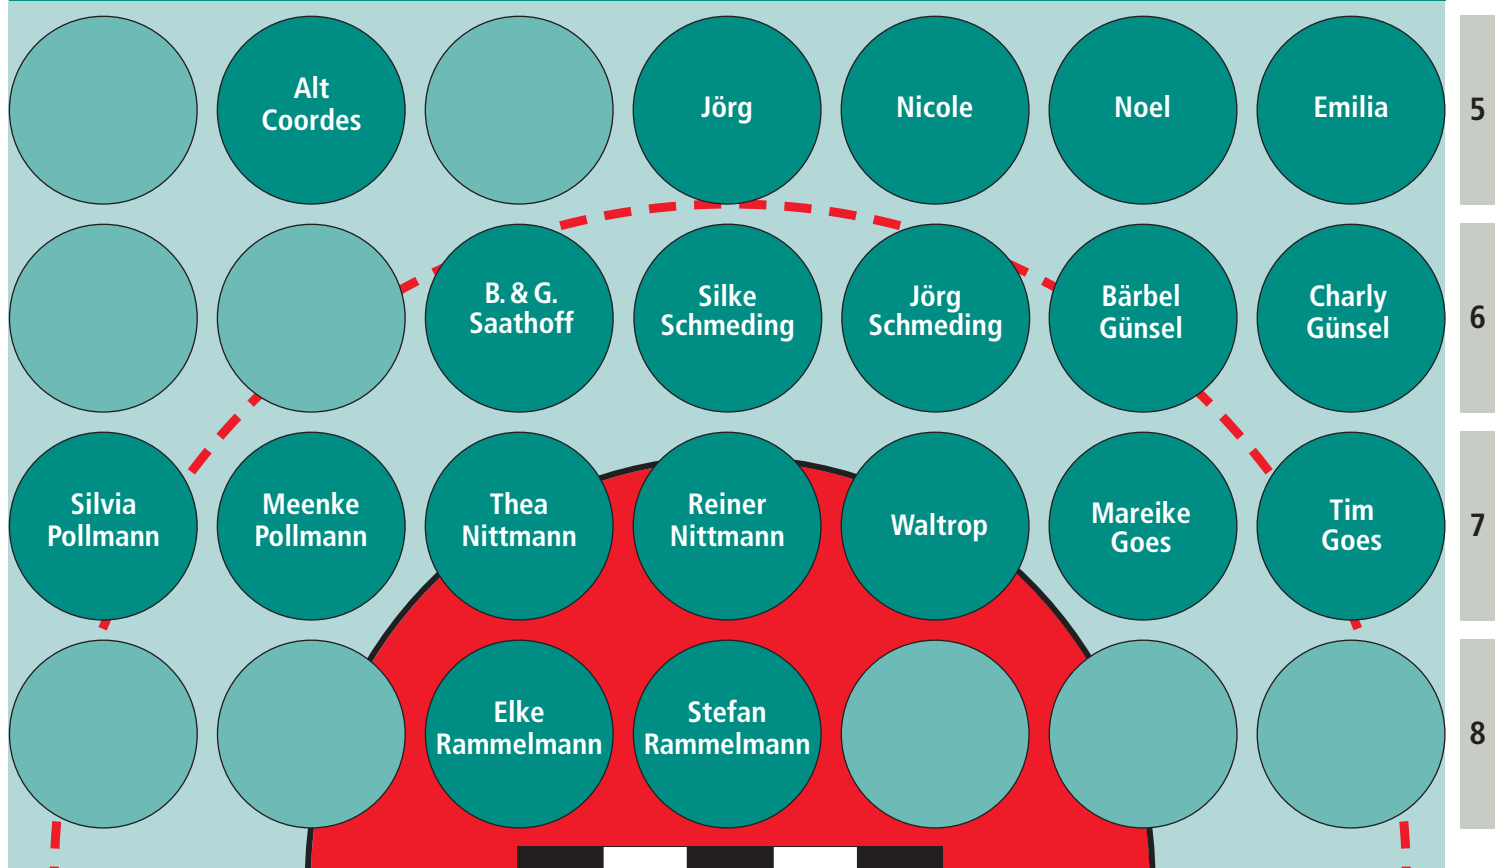 Alt
Coordes
Jörg
Nicole
Noel
Emilia
5
B. & G.
Saathoff
Silke
Schmeding
Jörg
Schmeding
Bärbel
Günsel
Charly
Günsel
6
Silvia
Pollmann
Meenke
Pollmann
Thea
Nittmann
Reiner
Nittmann
Waltrop
Mareike
Goes
Tim
Goes
7
Elke
Rammelmann
Stefan
Rammelmann
8